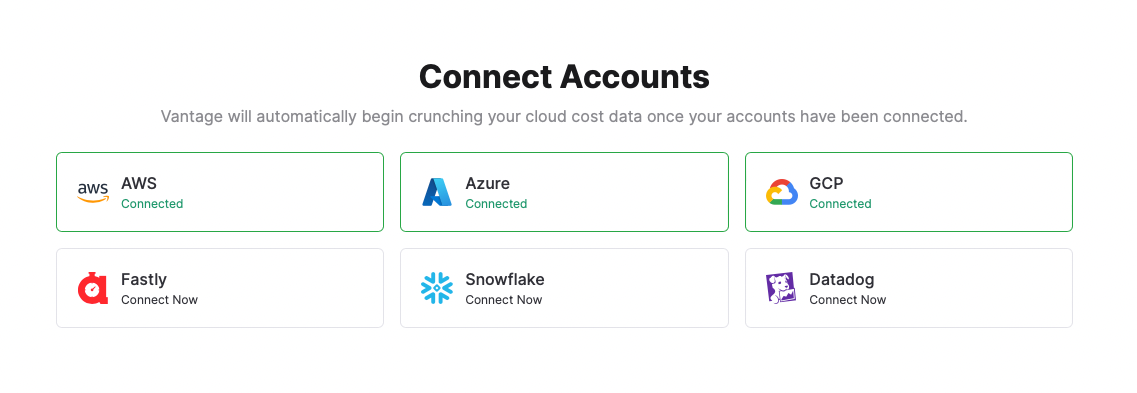 Connect Accounts
Vantage will automatically begin crunching your cloud cost data once your accounts have been connected.
aws
AWS
Connected
Azure
Connected
GCP
Connected
Fastly
Connect Now
Snowflake
Connect Now
Datadog
Connect Now